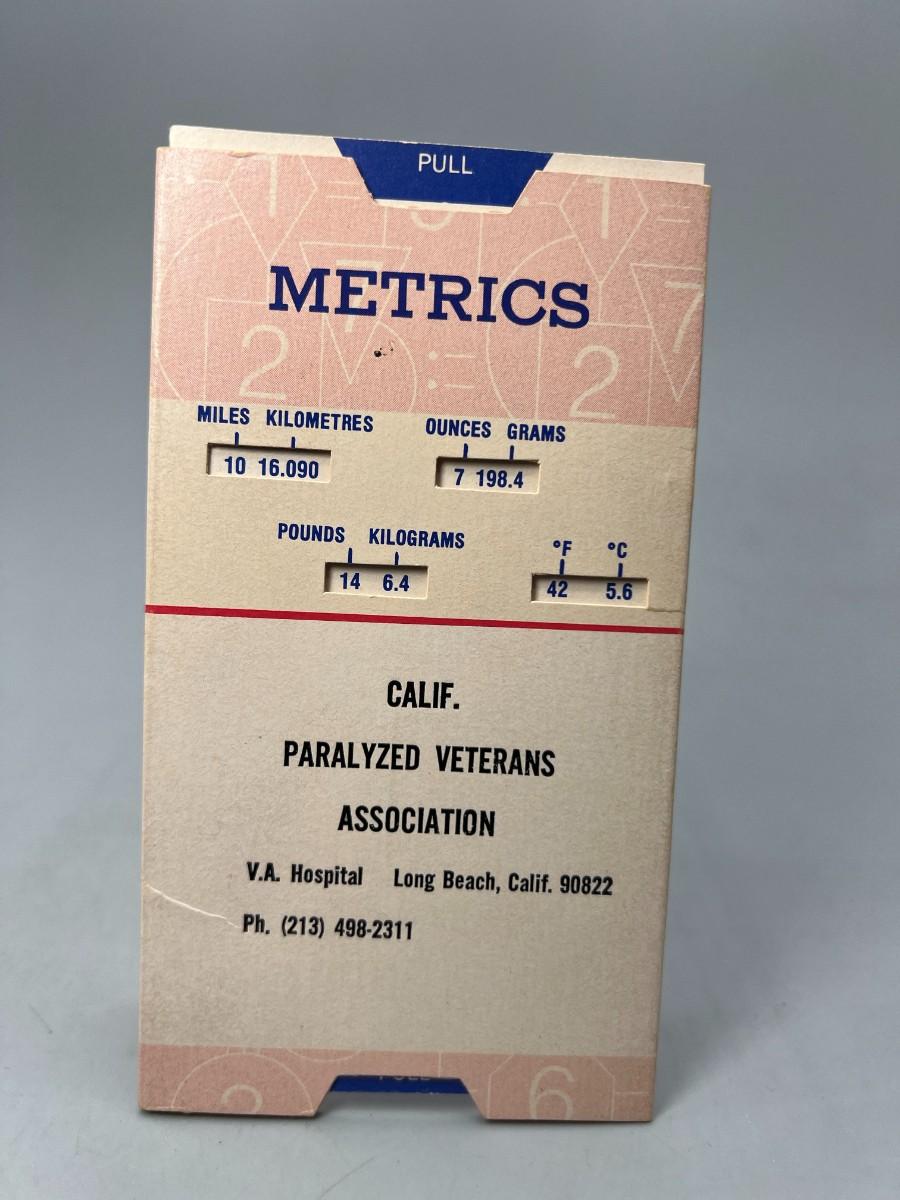 PULL
METRICS
MILES KILOMETRES
10 16.090
OUNCES GRAMS
7 198.4
POUNDS KILOGRAMS
14 6.4
°F °C
42 5.6
CALIF.
PARALYZED VETERANS
ASSOCIATION
V.A. Hospital Long Beach, Calif. 90822
Ph. (213) 498-2311